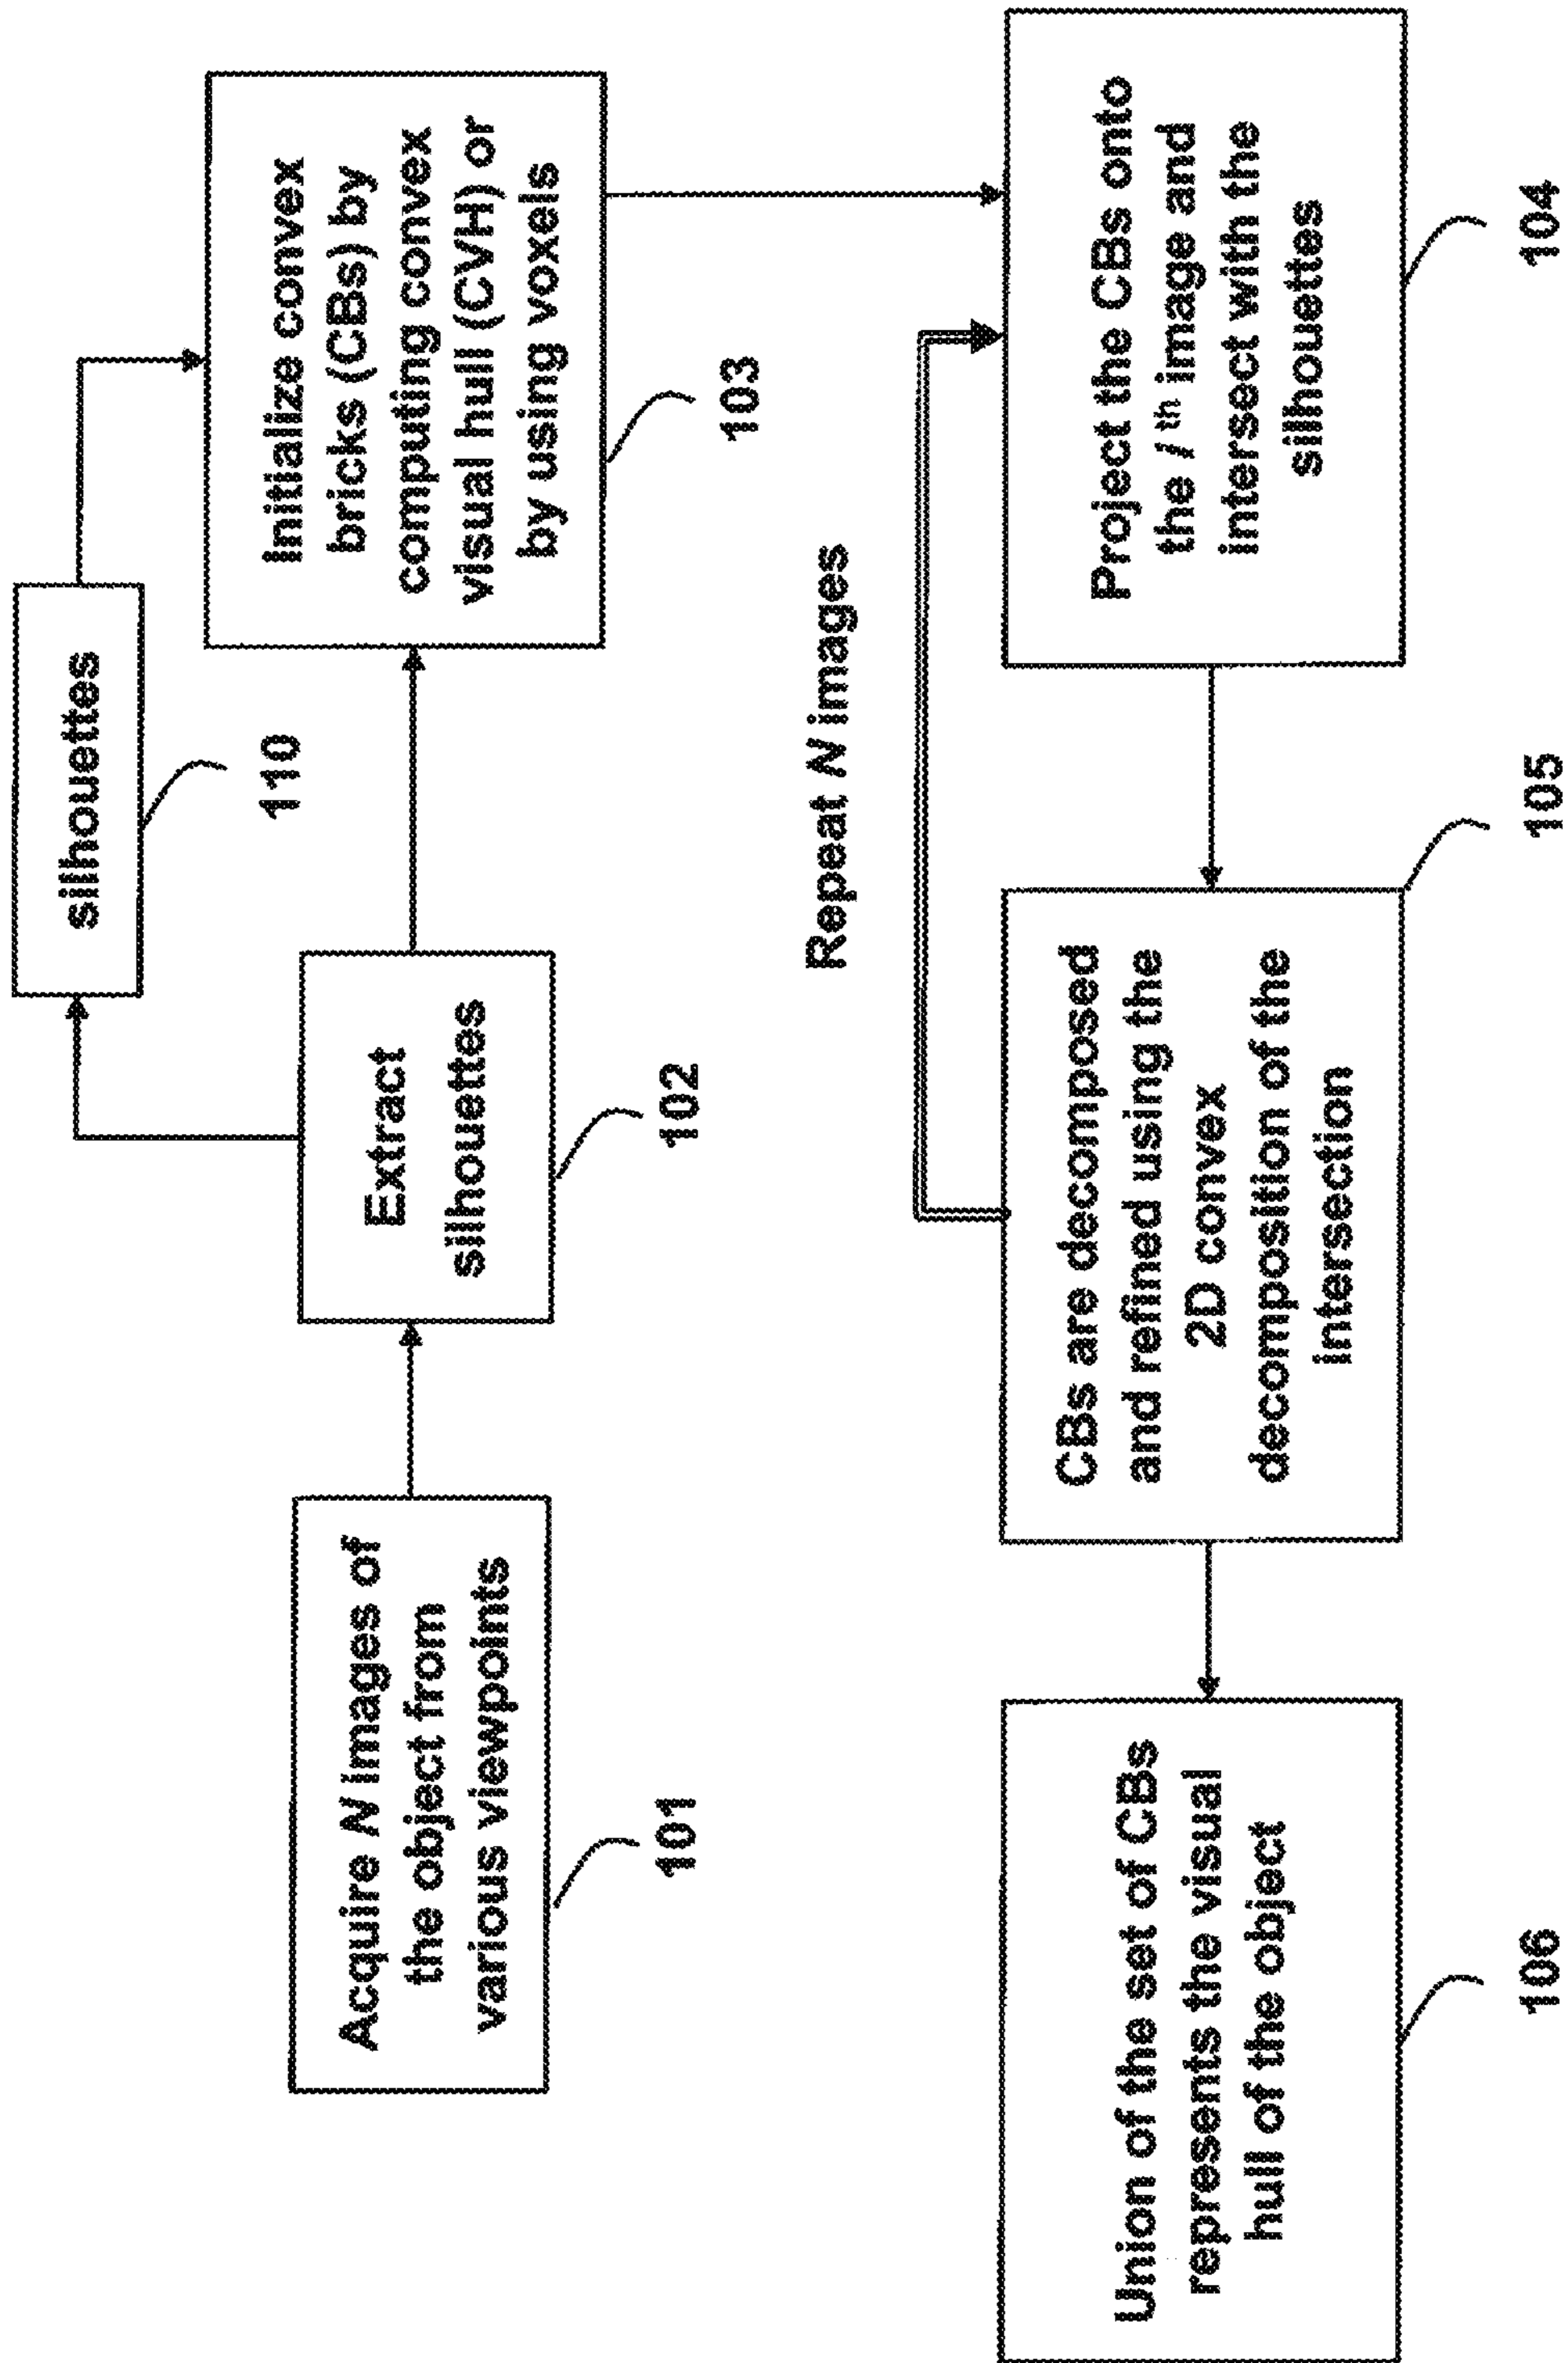 silhouettes
110
Acquire N images of
the object from
various viewpoints
101
Extract
silhouettes
102
Initialize convex
bricks (CBs) by
computing convex
visual hull (CVH) or
by using voxels
103
Repeat N images
Union of the set of CBs
represents the visual
hull of the object
106
CBs are decomposed
and refined using the
2D convex
decomposition of the
intersection
105
Project the CBs onto
the i th image and
intersect with the
silhouettes
104